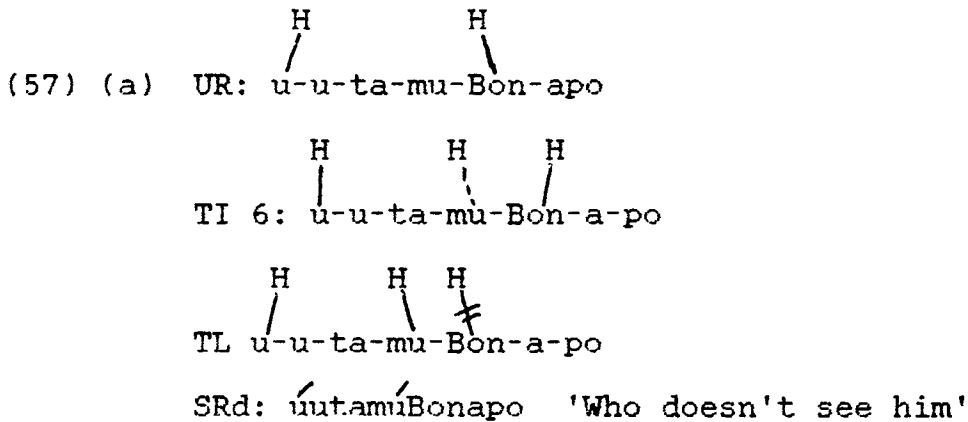 H H
(57) (a) UR: u-u-ta-mu-Bon-apo
H H H
TI 6: u-u-ta-mu-Bon-a-po
H H H
TL u-u-ta-mu-Bon-a-po
SRd: úutamúBonapo 'Who doesn't see him'